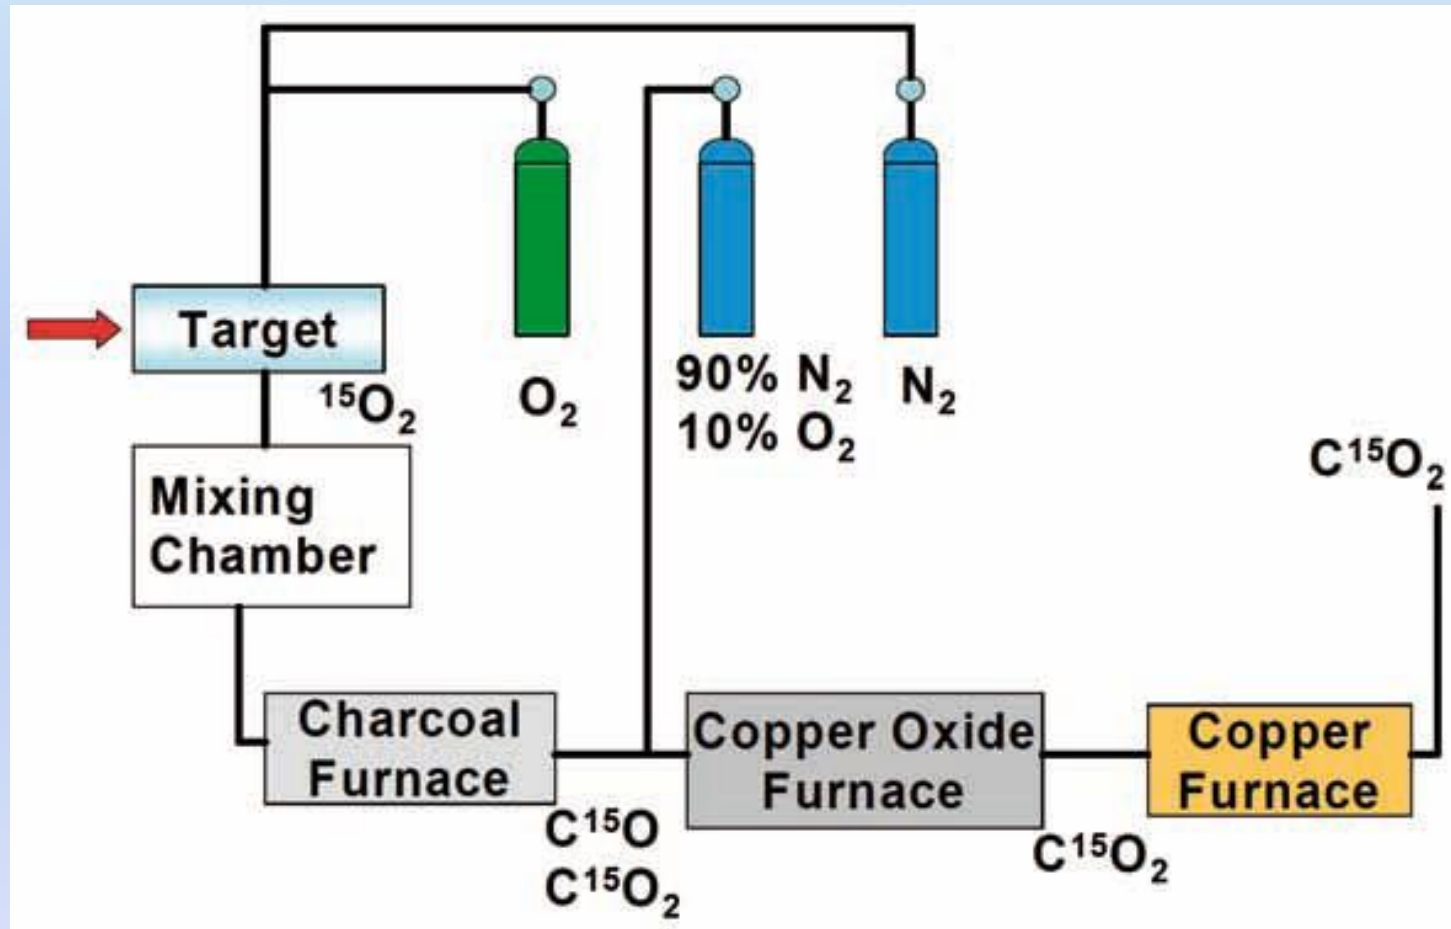 Target
¹⁵O₂
O₂
90% N₂
10% O₂
N₂
C¹⁵O₂
Mixing
Chamber
Charcoal
Furnace
C¹⁵O
C¹⁵O₂
Copper Oxide
Furnace
C¹⁵O₂
Copper
Furnace